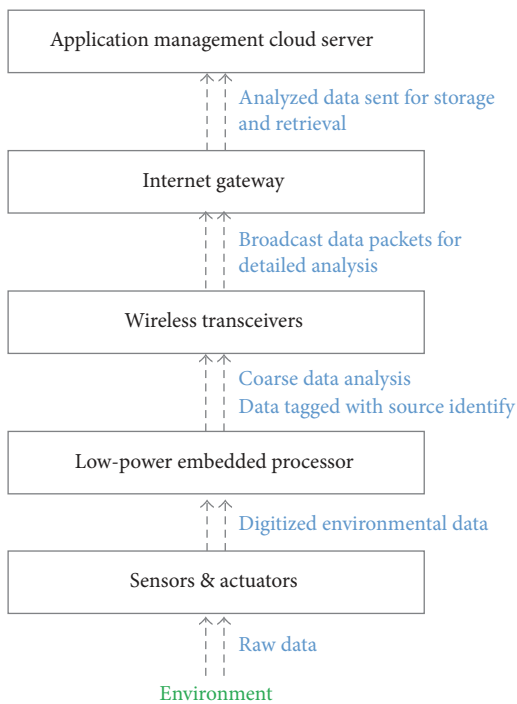 Application management cloud server
Analyzed data sent for storage
and retrieval
Internet gateway
Broadcast data packets for
detailed analysis
Wireless transceivers
Coarse data analysis
Data tagged with source identify
Low-power embedded processor
Digitized environmental data
Sensors & actuators
Raw data
Environment